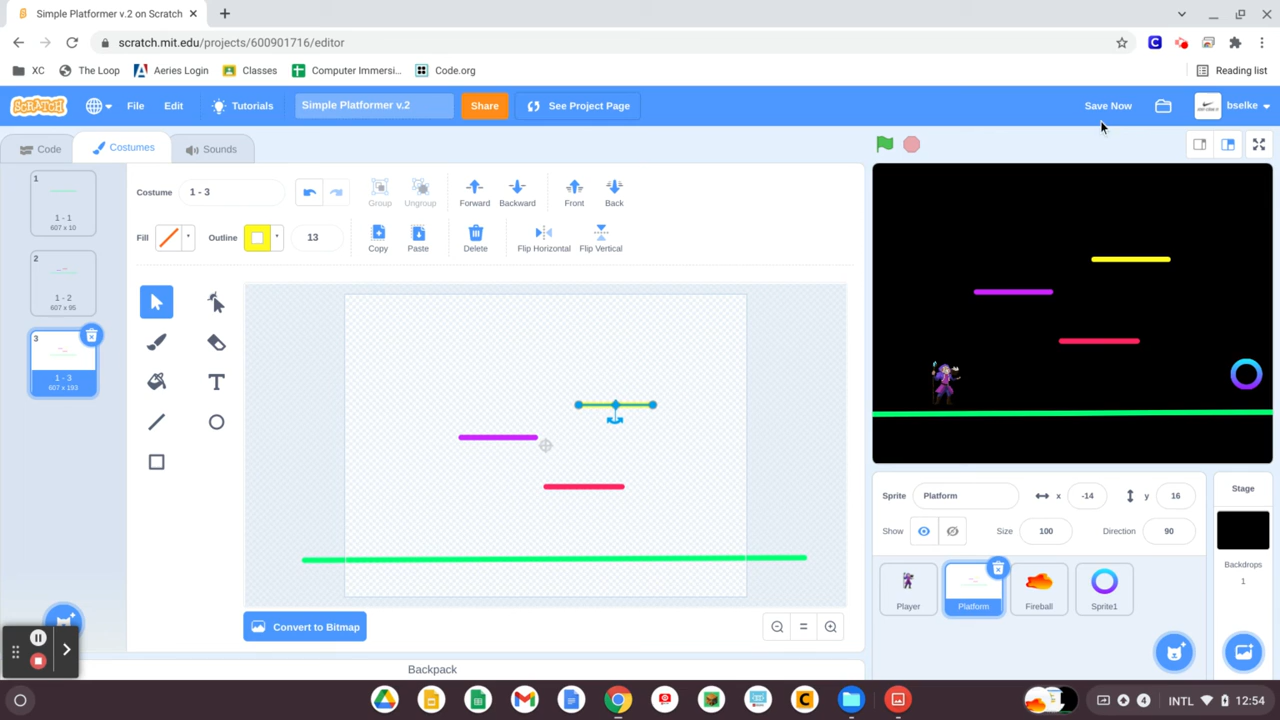 Simple Platformer v.2 on Scratch
scratch.mit.edu/projects/600901716/editor
XC The Loop Aeries Login Classes Computer Immersi... Code.org Reading list
SCRATCH File Edit Tutorials Simple Platformer v.2 Share See Project Page Save Now bselke
Code Costumes Sounds
1
1 - 1
607 x 10
2
1 - 2
607 x 95
3
1 - 3
607 x 193
Costume 1 - 3 Group Ungroup Forward Backward Front Back
Fill Outline 13 Copy Paste Delete Flip Horizontal Flip Vertical
T
Convert to Bitmap
Backpack
Sprite Platform x -14 y 16
Show Size 100 Direction 90
Player Platform Fireball Sprite1
Stage
Backdrops
1
4 INTL 12:54